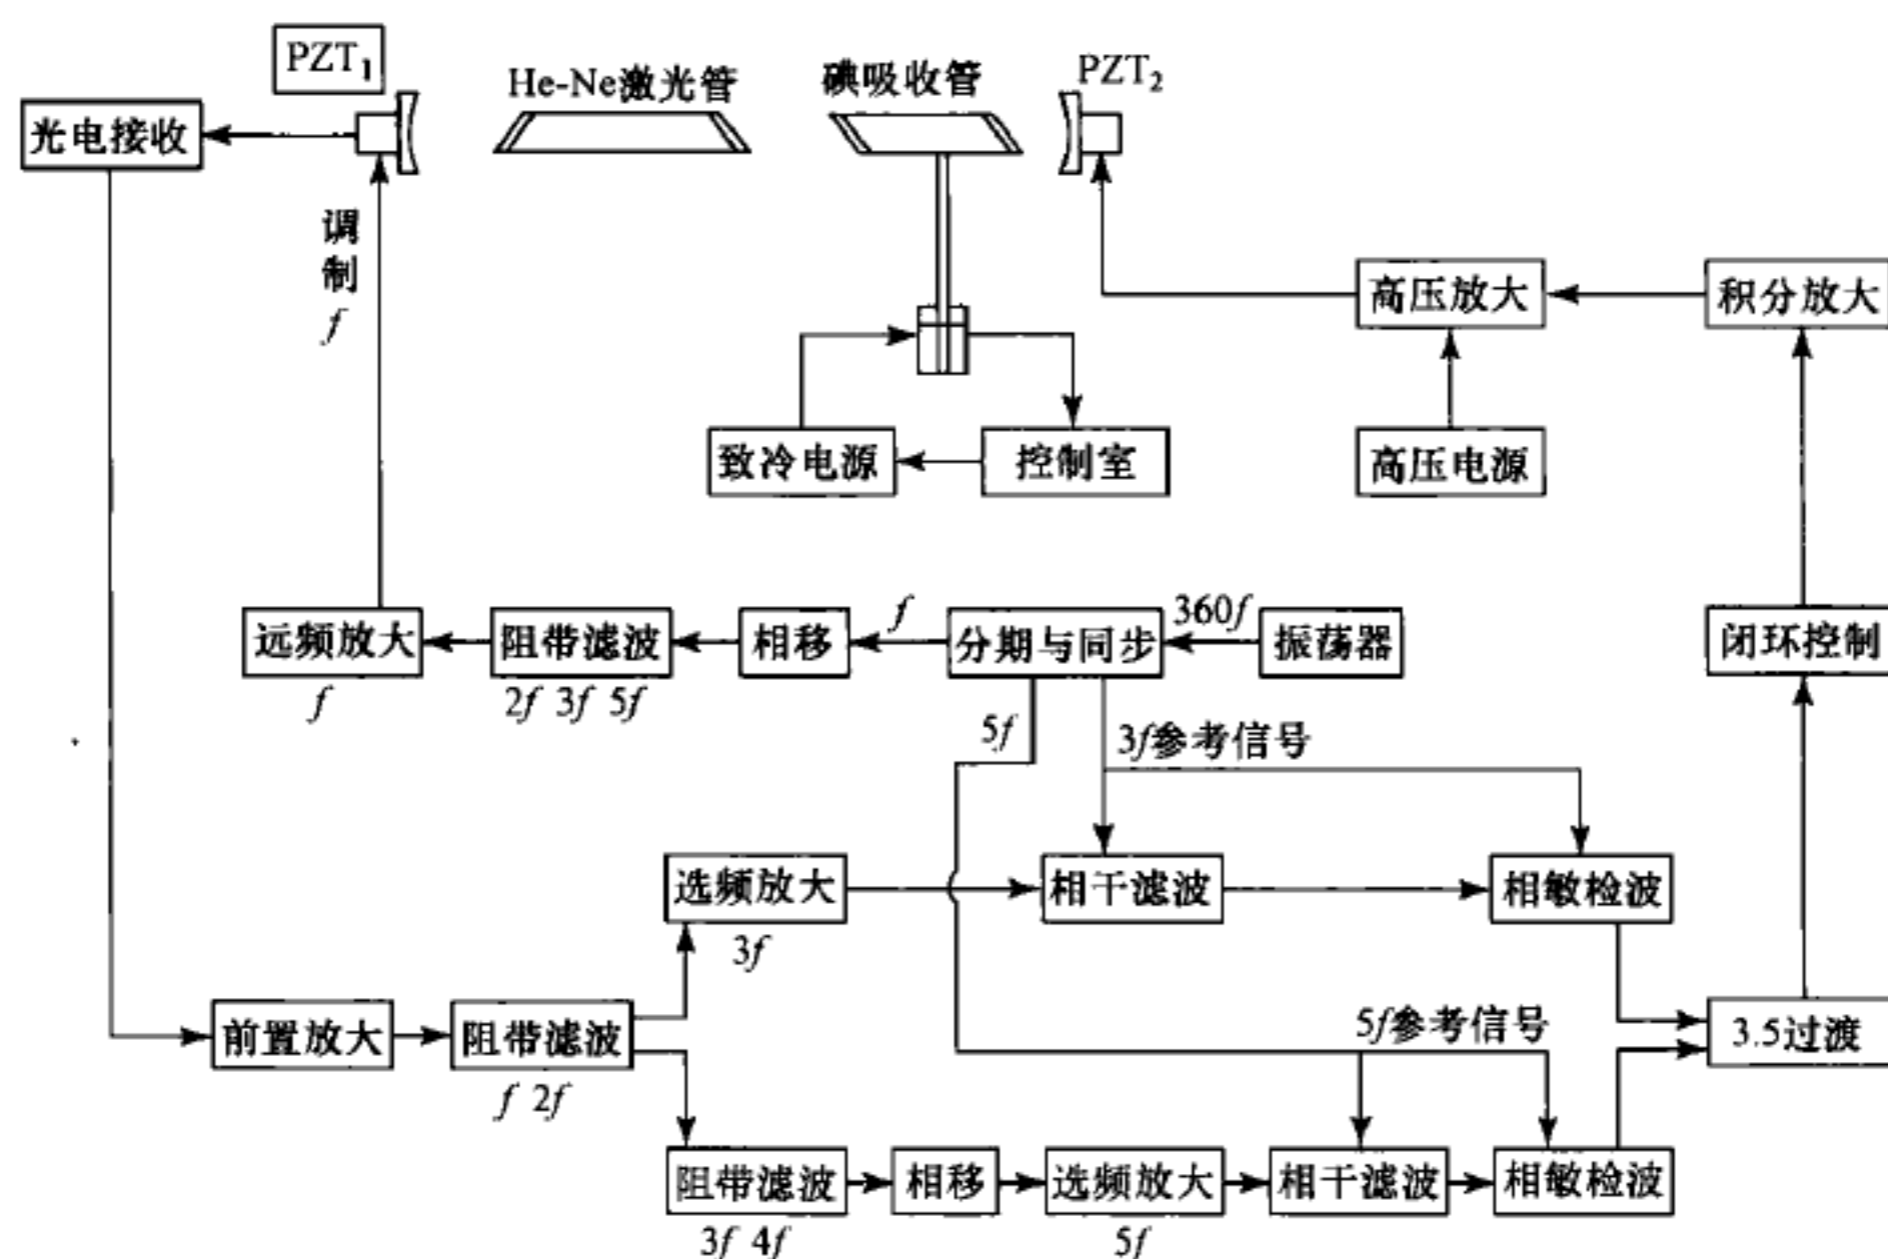 PZT₁
He-Ne激光管
碘吸收管
PZT₂
光电接收
调
制
f
高压放大
积分放大
致冷电源
控制室
高压电源
远频放大
f
阻带滤波
2f 3f 5f
相移
f
分期与同步
360f
振荡器
闭环控制
5f
3f参考信号
选频放大
3f
相干滤波
相敏检波
前置放大
阻带滤波
f 2f
5f参考信号
3.5过渡
阻带滤波
3f 4f
相移
选频放大
5f
相干滤波
相敏检波